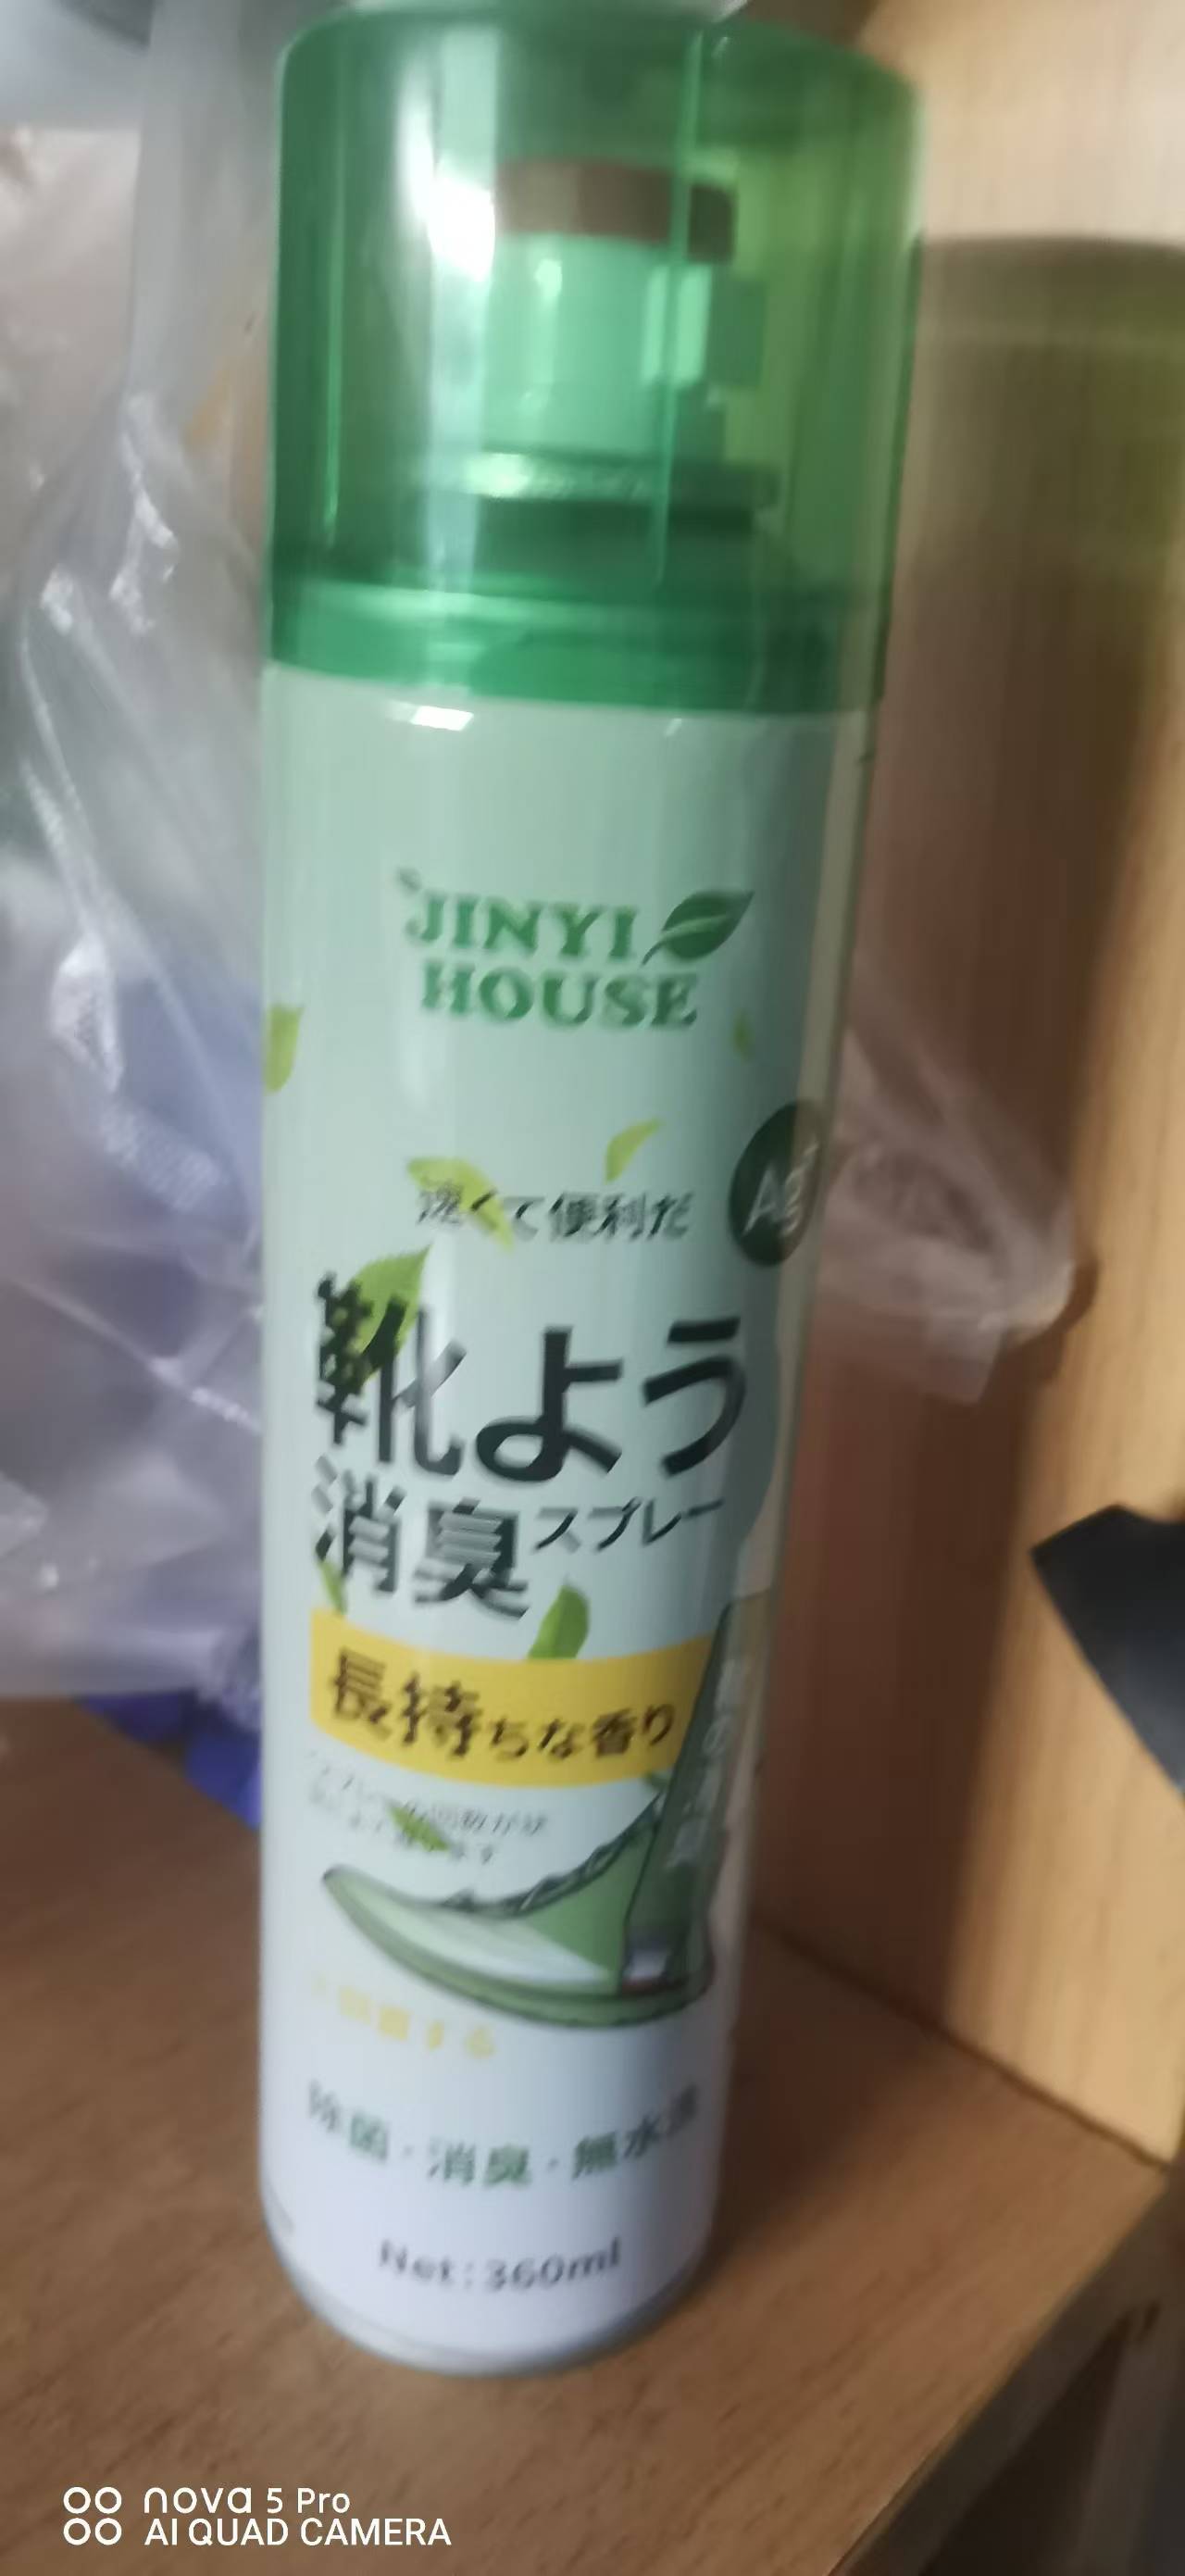 JINYI
HOUSE
速くて便利だ
Ag
靴よう
消臭スプレー
長持ちな香り
除菌・消臭・無水
Net:360ml
nova 5 Pro
AI QUAD CAMERA